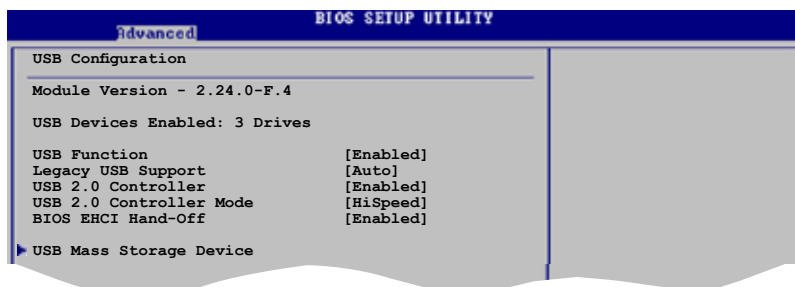 BIOS SETUP UTILITY
Advanced
USB Configuration
Module Version - 2.24.0-F.4
USB Devices Enabled: 3 Drives
USB Function [Enabled]
Legacy USB Support [Auto]
USB 2.0 Controller [Enabled]
USB 2.0 Controller Mode [HiSpeed]
BIOS EHCI Hand-Off [Enabled]
USB Mass Storage Device